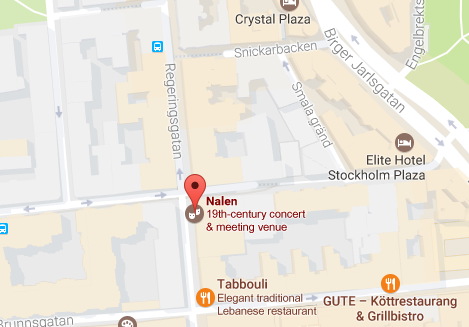 Crystal Plaza
Snickarbacken
Birger Jarlsgatan
Engelbrekts
Regeringsgatan
Smala gränd
Elite Hotel
Stockholm Plaza
Nalen
19th-century concert
& meeting venue
Tabbouli
Elegant traditional
Lebanese restaurant
GUTE – Köttrestaurang
& Grillbistro
Brunnsgatan